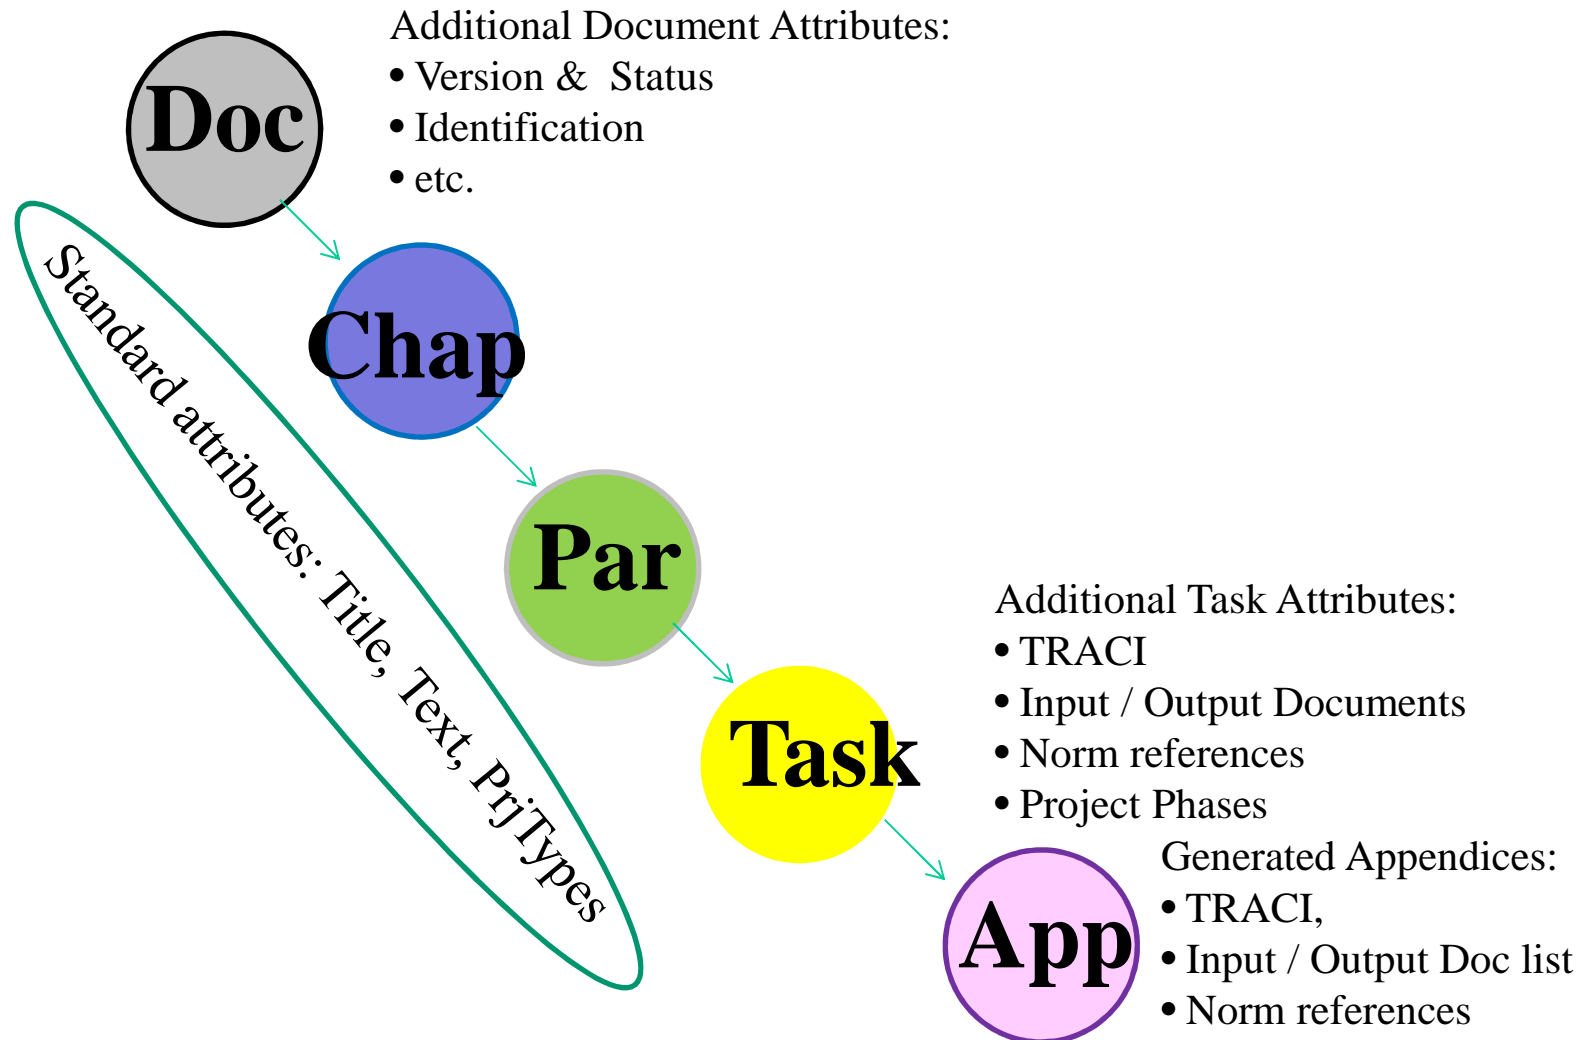 Additional Document Attributes:
• Version & Status
• Identification
• etc.
Doc
Chap
Standard attributes: Title, Text, PrjTypes
Par
Additional Task Attributes:
• TRACI
• Input / Output Documents
• Norm references
• Project Phases
Task
Generated Appendices:
• TRACI,
• Input / Output Doc list
• Norm references
App